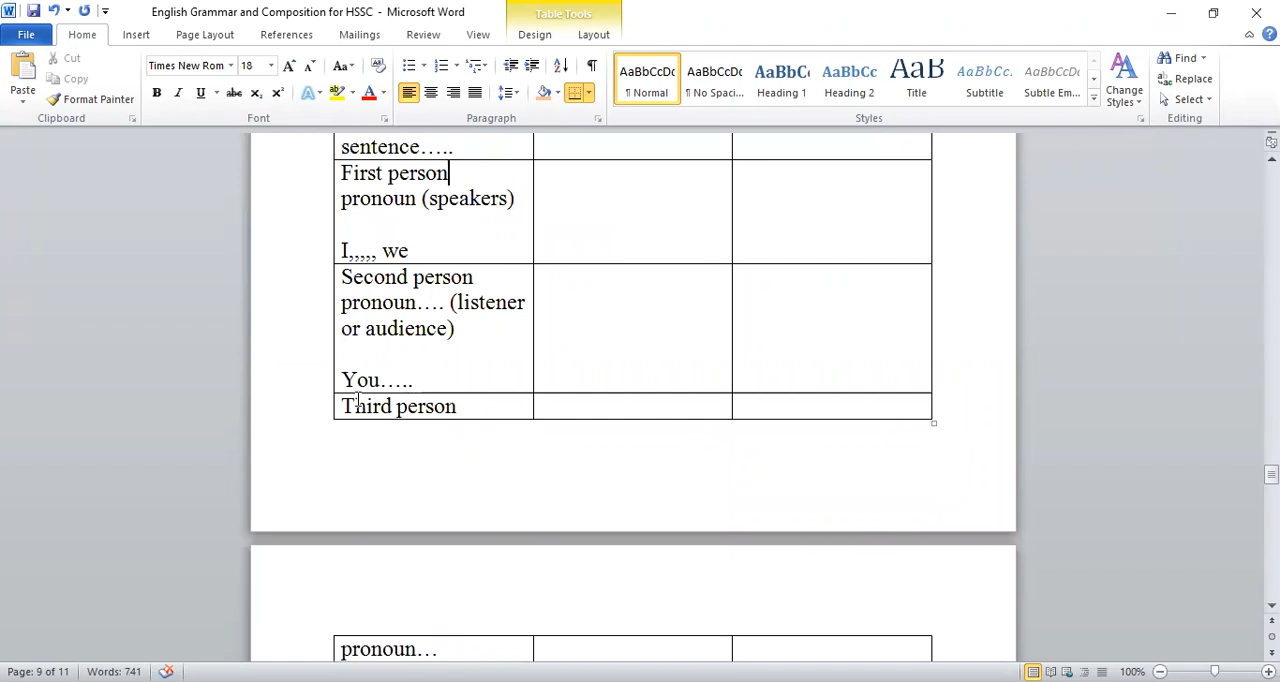 English Grammar and Composition for HSSC - Microsoft Word
Table Tools
File Home Insert Page Layout References Mailings Review View Design Layout
Paste
Cut
Copy
Format Painter
Clipboard
Times New Rom 18
Font
Paragraph
AaBbCcDc AaBbCcDc AaBbC AaBbCc AaB AaBbCc. AaBbCcDc
¶ Normal ¶ No Spaci... Heading 1 Heading 2 Title Subtitle Subtle Em...
Change Styles
Styles
Find
Replace
Select
Editing
sentence…..
First person
pronoun (speakers)
I,,,,, we
Second person
pronoun…. (listener
or audience)
You…..
Third person
pronoun…
Page: 9 of 11 Words: 741 100%